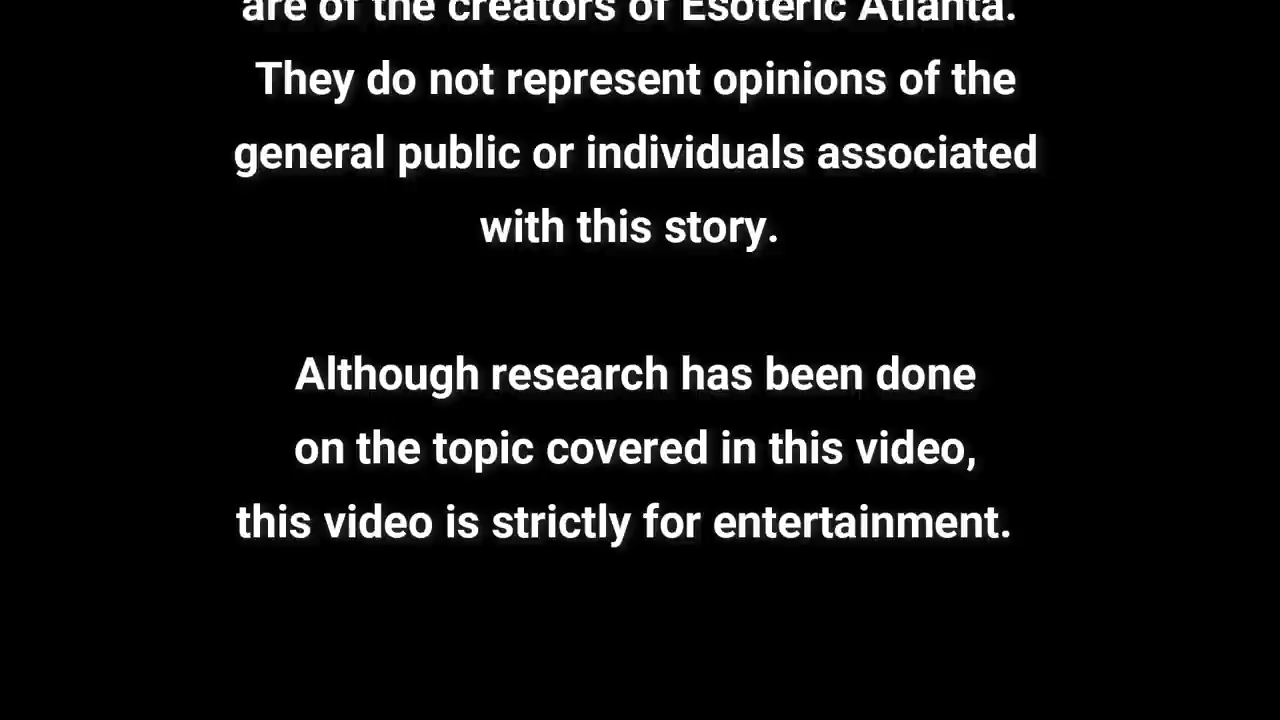 are of the creators of Esoteric Atlanta.
They do not represent opinions of the
general public or individuals associated
with this story.
Although research has been done
on the topic covered in this video,
this video is strictly for entertainment.